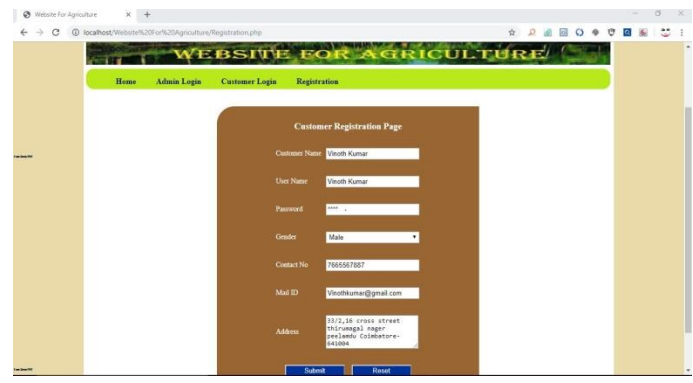 Website For Agriculture
localhost/Website%20For%20Agriculture/Registration.php
WEBSITE FOR AGRICULTURE
Home Admin Login Customer Login Registration
Customer Registration Page
Customer Name Vinoth Kumar
User Name Vinoth Kumar
Password ****
Gender Male
Contact No 7665567887
Mail ID Vinothkumar@gmail.com
Address 33/2,16 cross street
thirumagal nager
peelamdu Coimbatore-
641004
Submit Reset